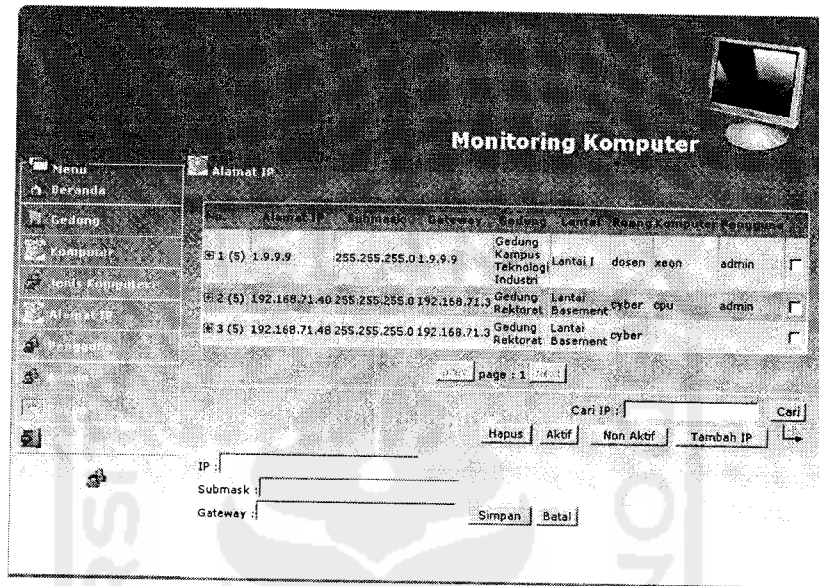 Monitoring Komputer
Menu
Beranda
Gedung
Komputer
Jenis Komputer
Alamat IP
Pengguna
Alamat IP
No. Alamat IP Submask Gateway Gedung Lantai Ruang Komputer Pengguna
1 (5) 1.9.9.9 255.255.255.0 1.9.9.9 Gedung Kampus Teknologi Industri Lantai I dosen xeon admin
2 (5) 192.168.71.40 255.255.255.0 192.168.71.3 Gedung Rektorat Lantai Basement cyber cpu admin
3 (5) 192.168.71.48 255.255.255.0 192.168.71.3 Gedung Rektorat Lantai Basement cyber
page : 1
Cari IP : Cari
Hapus Aktif Non Aktif Tambah IP
IP :
Submask :
Gateway : Simpan Batal